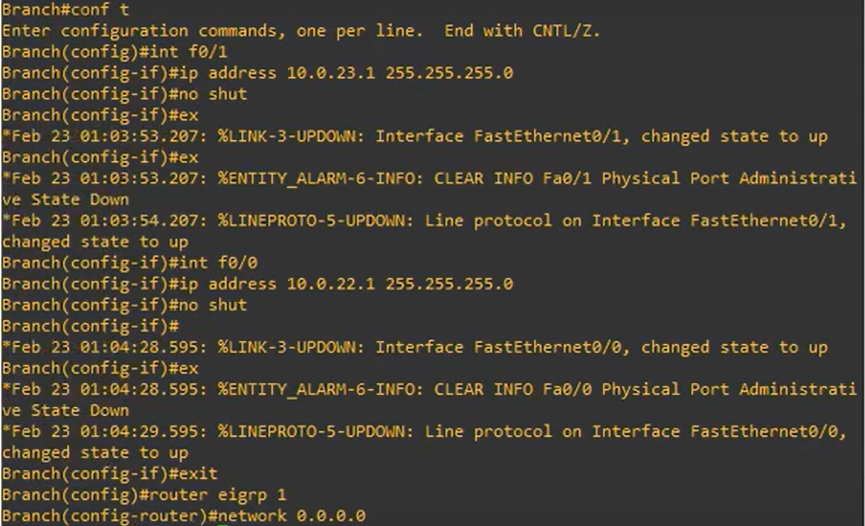 Branch#conf t
Enter configuration commands, one per line.  End with CNTL/Z.
Branch(config)#int f0/1
Branch(config-if)#ip address 10.0.23.1 255.255.255.0
Branch(config-if)#no shut
Branch(config-if)#ex
*Feb 23 01:03:53.207: %LINK-3-UPDOWN: Interface FastEthernet0/1, changed state to up
Branch(config-if)#ex
*Feb 23 01:03:53.207: %ENTITY_ALARM-6-INFO: CLEAR INFO Fa0/1 Physical Port Administrati
ve State Down
*Feb 23 01:03:54.207: %LINEPROTO-5-UPDOWN: Line protocol on Interface FastEthernet0/1,
changed state to up
Branch(config-if)#int f0/0
Branch(config-if)#ip address 10.0.22.1 255.255.255.0
Branch(config-if)#no shut
Branch(config-if)#
*Feb 23 01:04:28.595: %LINK-3-UPDOWN: Interface FastEthernet0/0, changed state to up
Branch(config-if)#ex
*Feb 23 01:04:28.595: %ENTITY_ALARM-6-INFO: CLEAR INFO Fa0/0 Physical Port Administrati
ve State Down
*Feb 23 01:04:29.595: %LINEPROTO-5-UPDOWN: Line protocol on Interface FastEthernet0/0,
changed state to up
Branch(config-if)#exit
Branch(config)#router eigrp 1
Branch(config-router)#network 0.0.0.0